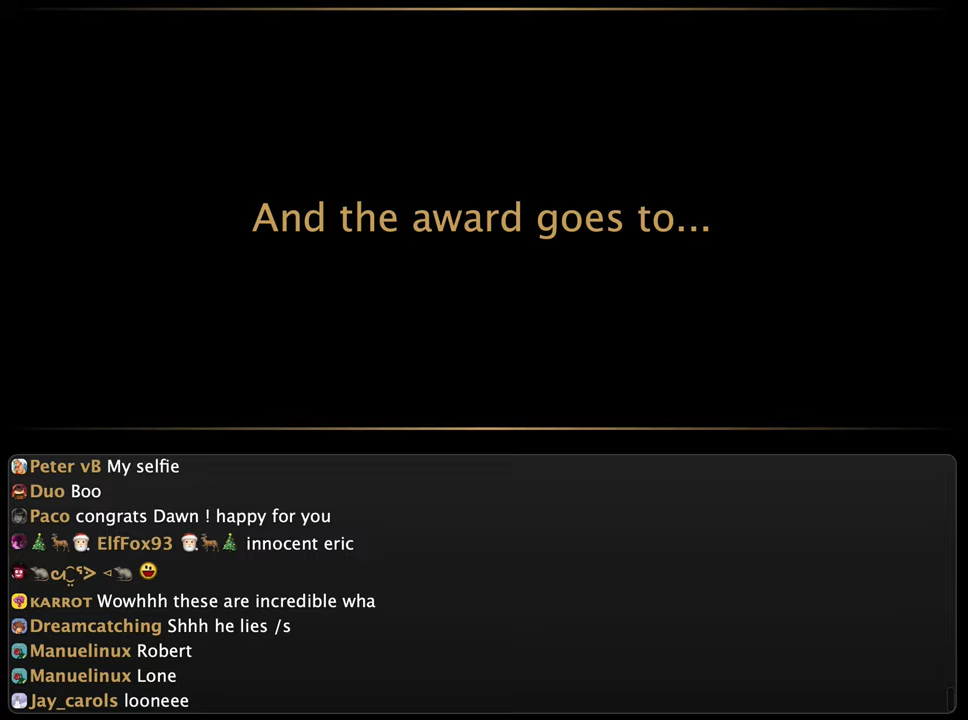 And the award goes to...
Peter vB My selfie
Duo Boo
Paco congrats Dawn ! happy for you
🎄🦌🎅🏻 ElfFox93 🎅🏻🦌🎄 innocent eric
😃
ᴋᴀʀʀᴏᴛ Wowhhh these are incredible wha
Dreamcatching Shhh he lies /s
Manuelinux Robert
Manuelinux Lone
Jay_carols looneee